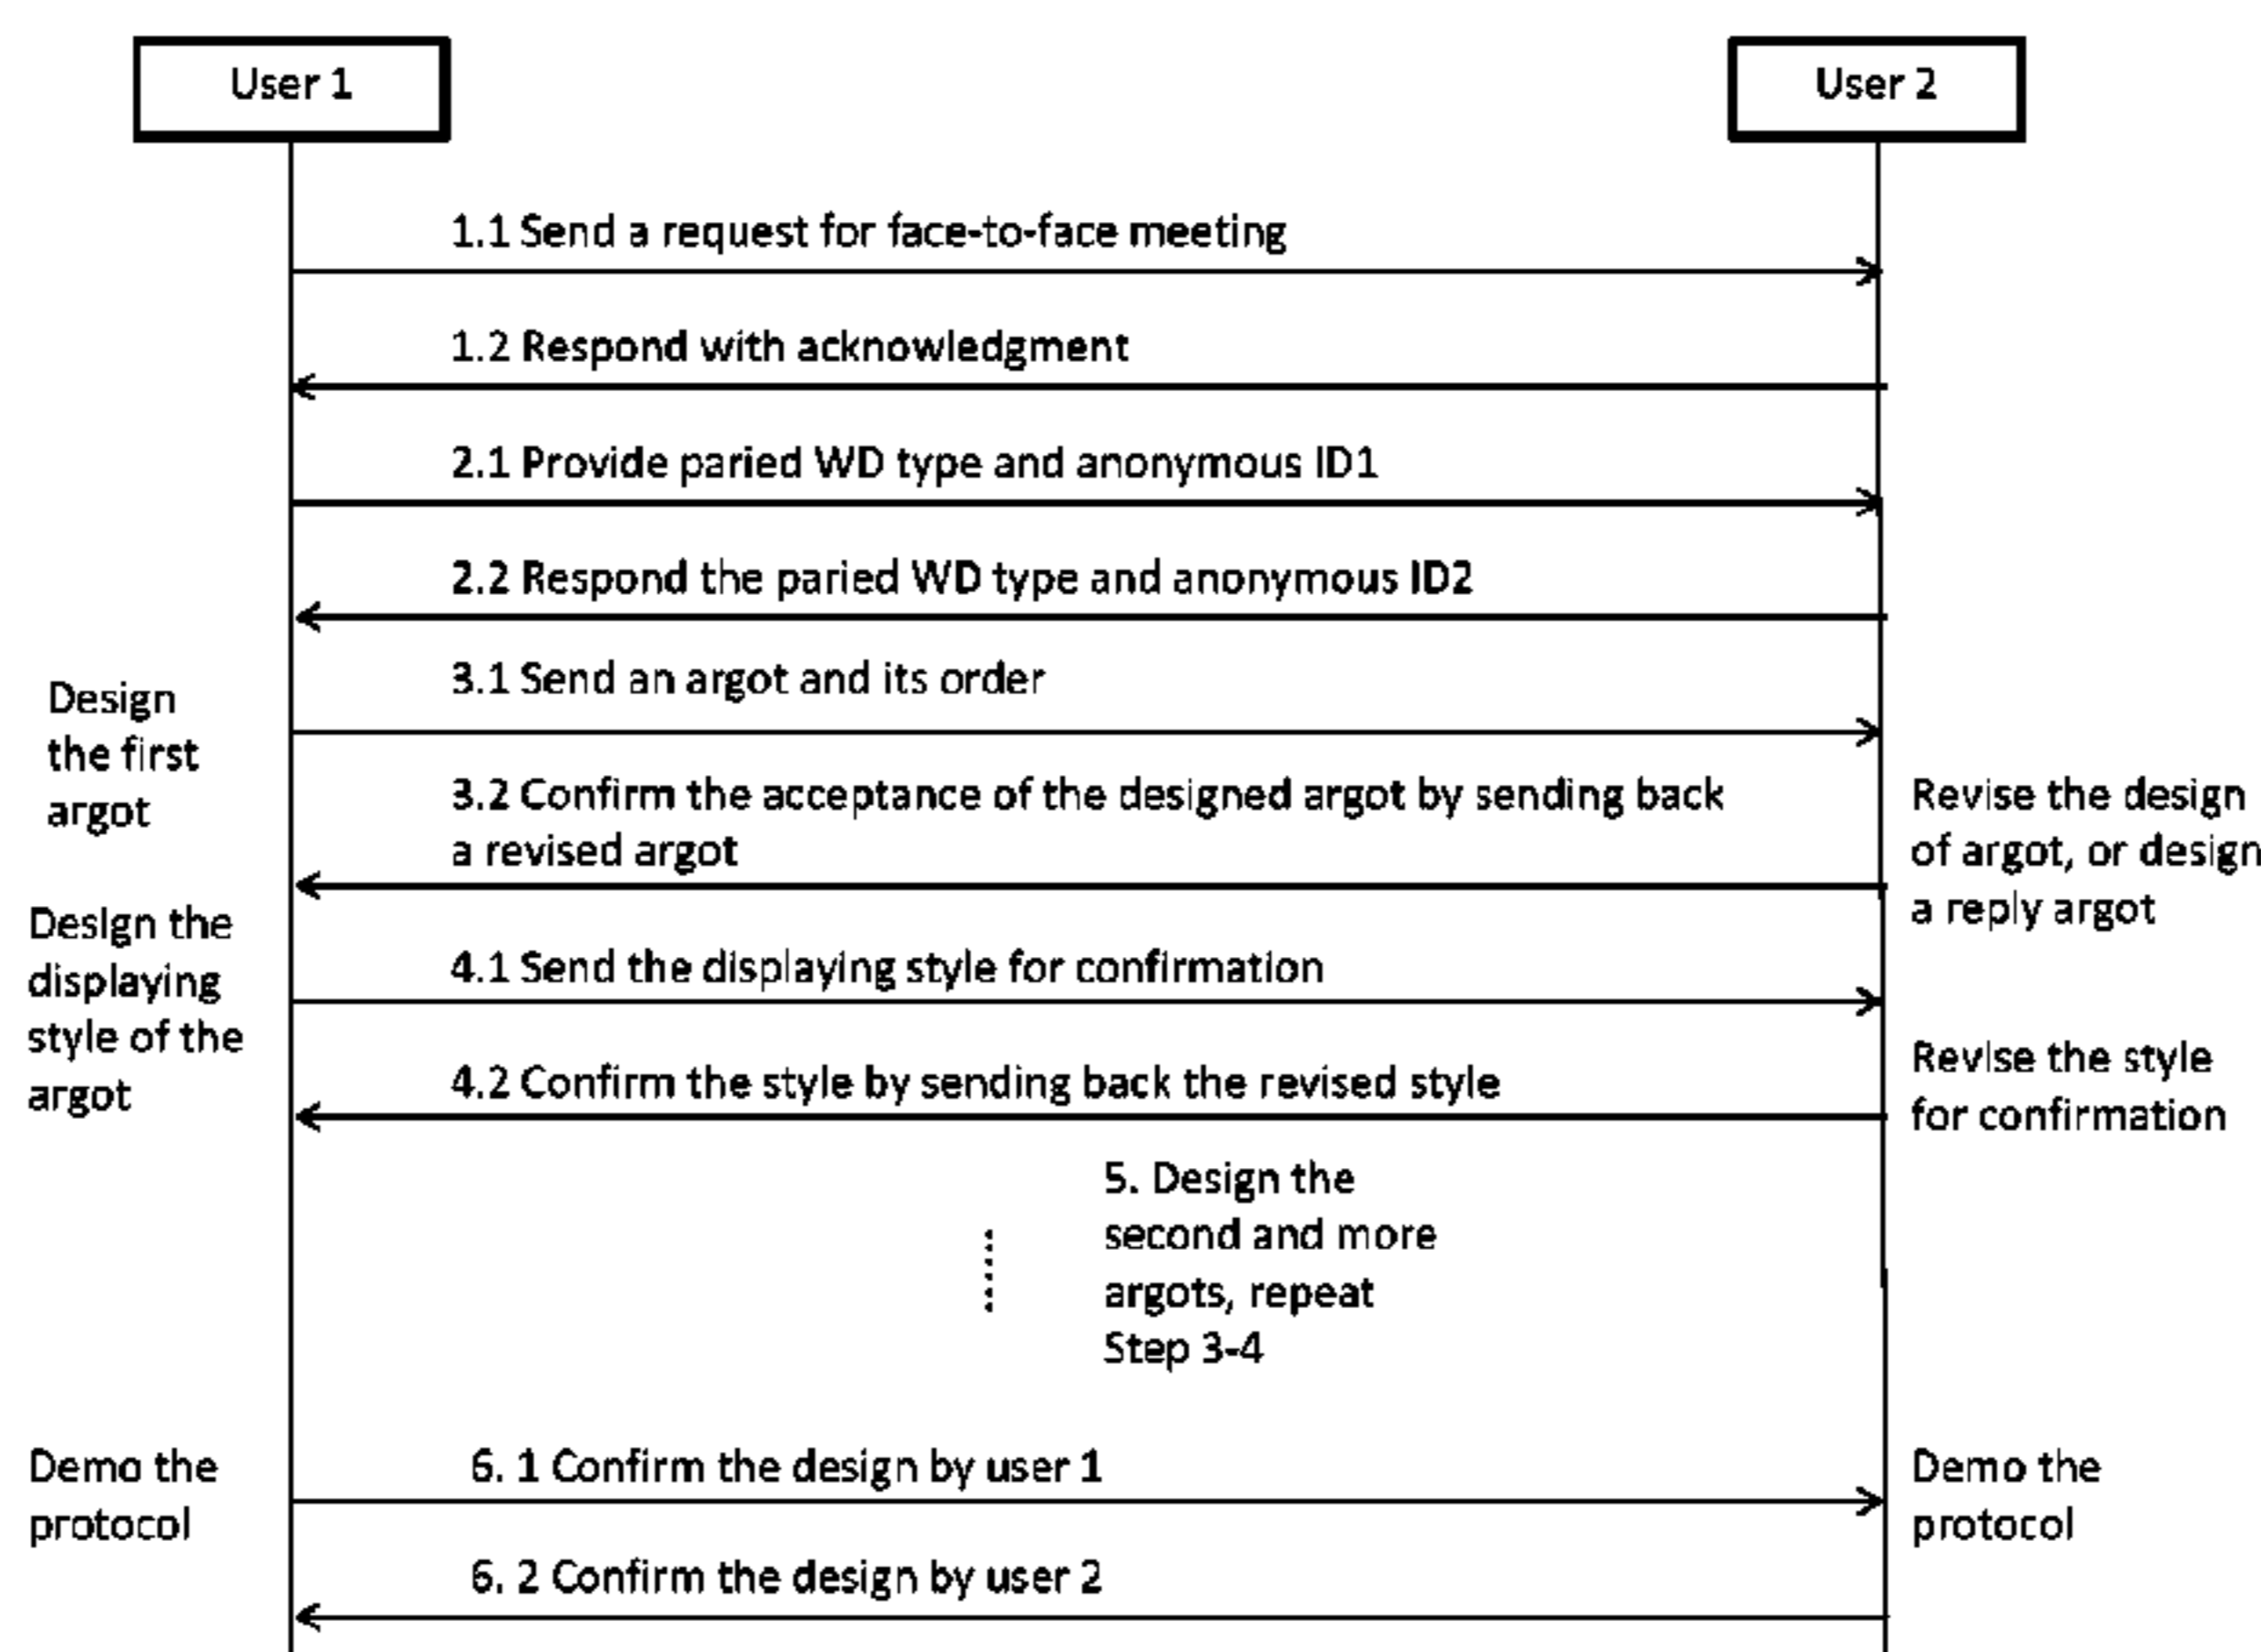 User 1
User 2
1.1 Send a request for face-to-face meeting
1.2 Respond with acknowledgment
2.1 Provide paried WD type and anonymous ID1
2.2 Respond the paried WD type and anonymous ID2
Design
the first
argot
3.1 Send an argot and its order
3.2 Confirm the acceptance of the designed argot by sending back
a revised argot
Revise the design
of argot, or design
a reply argot
Design the
displaying
style of the
argot
4.1 Send the displaying style for confirmation
4.2 Confirm the style by sending back the revised style
Revise the style
for confirmation
5. Design the
second and more
argots, repeat
Step 3-4
Demo the
protocol
6. 1 Confirm the design by user 1
Demo the
protocol
6. 2 Confirm the design by user 2